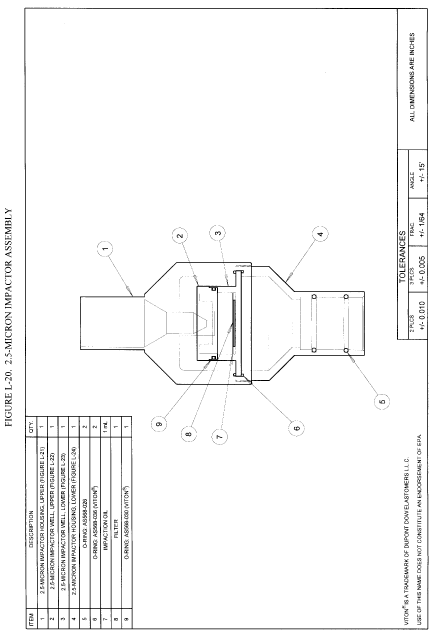 FIGURE L-20. 2.5-MICRON IMPACTOR ASSEMBLY
ITEM DESCRIPTION QTY.
1 2.5-MICRON IMPACTOR HOUSING, UPPER (FIGURE L-21) 1
2 2.5-MICRON IMPACTOR WELL, UPPER (FIGURE L-22) 1
3 2.5-MICRON IMPACTOR WELL, LOWER (FIGURE L-23) 1
4 2.5-MICRON IMPACTOR HOUSING, LOWER (FIGURE L-24) 1
5 O-RING: AS568-026 2
6 O-RING: AS568-036 (VITON®) 2
7 IMPACTION OIL 1 mL
8 FILTER 1
9 O-RING: AS568-030 (VITON®) 1
1
2
3
4
9
8
7
6
5
TOLERANCES
2 PLCS 3 PLCS FRAC. ANGLE
+/- 0.010 +/- 0.005 +/- 1/64 +/- 15'
ALL DIMENSIONS ARE INCHES
VITON® IS A TRADEMARK OF DUPONT DOW ELASTOMERS L.L.C.
USE OF THIS NAME DOES NOT CONSTITUTE AN ENDORSEMENT OF EPA.